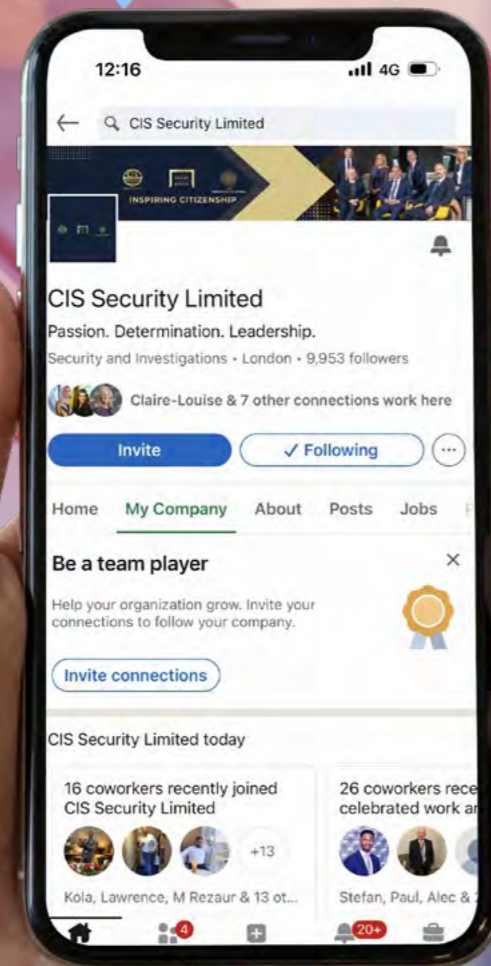 12:16
4G
CIS Security Limited
INSPIRING CITIZENSHIP
CIS Security Limited
Passion. Determination. Leadership.
Security and Investigations • London • 9,953 followers
Claire-Louise & 7 other connections work here
Invite
✓ Following
Home My Company About Posts Jobs
Be a team player
Help your organization grow. Invite your
connections to follow your company.
Invite connections
CIS Security Limited today
16 coworkers recently joined
CIS Security Limited
26 coworkers rece
celebrated work an
+13
Kola, Lawrence, M Rezaur & 13 ot...
Stefan, Paul, Alec &
4
20+